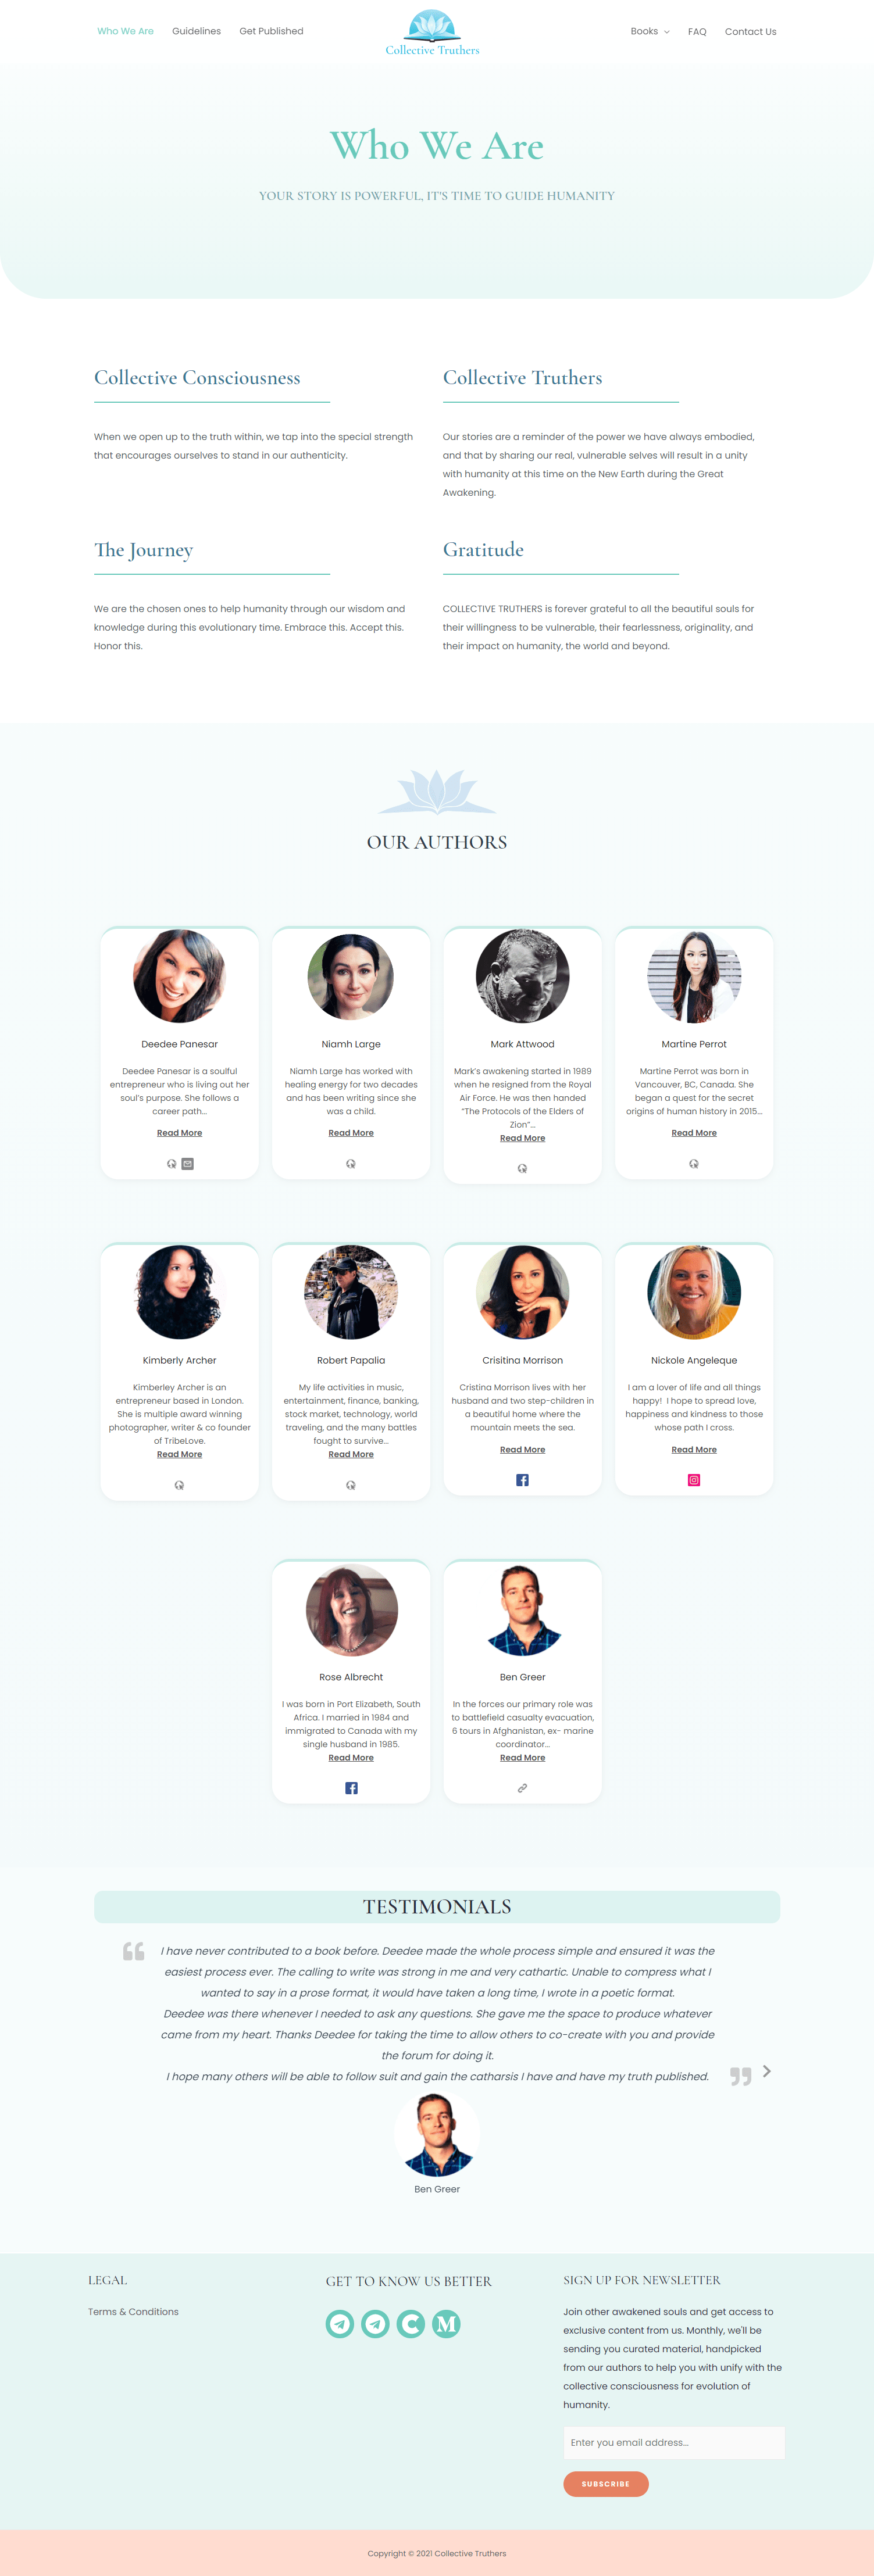 Who We Are
Guidelines
Get Published
Collective Truthers
Books
FAQ
Contact Us
Who We Are
YOUR STORY IS POWERFUL, IT'S TIME TO GUIDE HUMANITY
Collective Consciousness
When we open up to the truth within, we tap into the special strength
that encourages ourselves to stand in our authenticity.
Collective Truthers
Our stories are a reminder of the power we have always embodied,
and that by sharing our real, vulnerable selves will result in a unity
with humanity at this time on the New Earth during the Great
Awakening.
The Journey
We are the chosen ones to help humanity through our wisdom and
knowledge during this evolutionary time. Embrace this. Accept this.
Honor this.
Gratitude
COLLECTIVE TRUTHERS is forever grateful to all the beautiful souls for
their willingness to be vulnerable, their fearlessness, originality, and
their impact on humanity, the world and beyond.
OUR AUTHORS
Deedee Panesar
Deedee Panesar is a soulful
entrepreneur who is living out her
soul's purpose. She follows a
career path...
Read More
Niamh Large
Niamh Large has worked with
healing energy for two decades
and has been writing since she
was a child.
Read More
Mark Attwood
Mark's awakening started in 1989
when he resigned from the Royal
Air Force. He was then handed
"The Protocols of the Elders of
Zion"...
Read More
Martine Perrot
Martine Perrot was born in
Vancouver, BC, Canada. She
began a quest for the secret
origins of human history in 2015...
Read More
Kimberly Archer
Kimberley Archer is an
entrepreneur based in London.
She is multiple award winning
photographer, writer & co founder
of TribeLove.
Read More
Robert Papalia
My life activities in music,
entertainment, finance, banking,
stock market, technology, world
traveling, and the many battles
fought to survive...
Read More
Crisitina Morrison
Cristina Morrison lives with her
husband and two step-children in
a beautiful home where the
mountain meets the sea.
Read More
Nickole Angeleque
I am a lover of life and all things
happy! I hope to spread love,
happiness and kindness to those
whose path I cross.
Read More
Rose Albrecht
I was born in Port Elizabeth, South
Africa. I married in 1984 and
immigrated to Canada with my
single husband in 1985.
Read More
Ben Greer
In the forces our primary role was
to battlefield casualty evacuation,
6 tours in Afghanistan, ex- marine
coordinator...
Read More
TESTIMONIALS
I have never contributed to a book before. Deedee made the whole process simple and ensured it was the
easiest process ever. The calling to write was strong in me and very cathartic. Unable to compress what I
wanted to say in a prose format, it would have taken a long time, I wrote in a poetic format.
Deedee was there whenever I needed to ask any questions. She gave me the space to produce whatever
came from my heart. Thanks Deedee for taking the time to allow others to co-create with you and provide
the forum for doing it.
I hope many others will be able to follow suit and gain the catharsis I have and have my truth published.
Ben Greer
LEGAL
Terms & Conditions
GET TO KNOW US BETTER
SIGN UP FOR NEWSLETTER
Join other awakened souls and get access to
exclusive content from us. Monthly, we'll be
sending you curated material, handpicked
from our authors to help you with unify with the
collective consciousness for evolution of
humanity.
Enter you email address...
SUBSCRIBE
Copyright © 2021 Collective Truthers